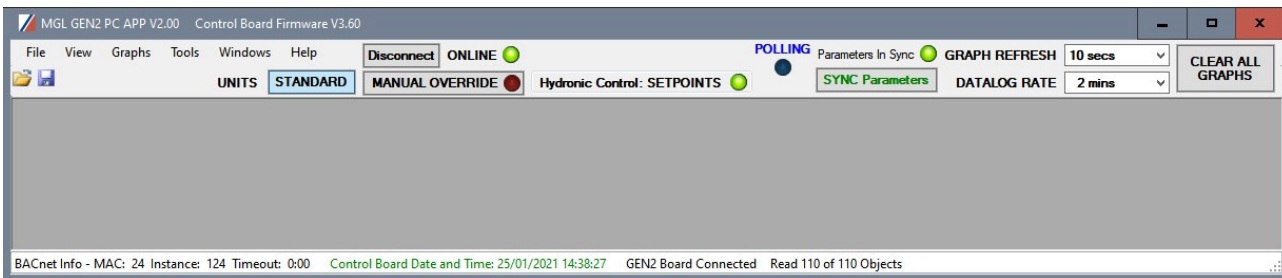 MGL GEN2 PC APP V2.00 Control Board Firmware V3.60
File View Graphs Tools Windows Help Disconnect ONLINE POLLING Parameters In Sync GRAPH REFRESH 10 secs CLEAR ALL
UNITS STANDARD MANUAL OVERRIDE Hydronic Control: SETPOINTS SYNC Parameters DATALOG RATE 2 mins GRAPHS
BACnet Info - MAC: 24 Instance: 124 Timeout: 0:00 Control Board Date and Time: 25/01/2021 14:38:27 GEN2 Board Connected Read 110 of 110 Objects